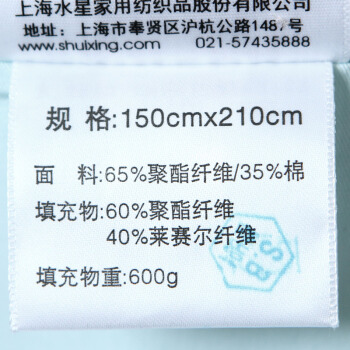 上海水星家用纺织品股份有限公司
地址:上海市奉贤区沪杭公路1487号
www.shuixing.com 021-57435888
规 格:150cmx210cm
面 料:65%聚酯纤维/35%棉
填充物:60%聚酯纤维
40%莱赛尔纤维
填充物重:600g